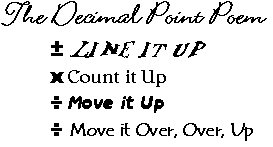 The Decimal Point Poem
± LINE IT UP
x Count it Up
÷ Move it Up
÷ Move it Over, Over, Up